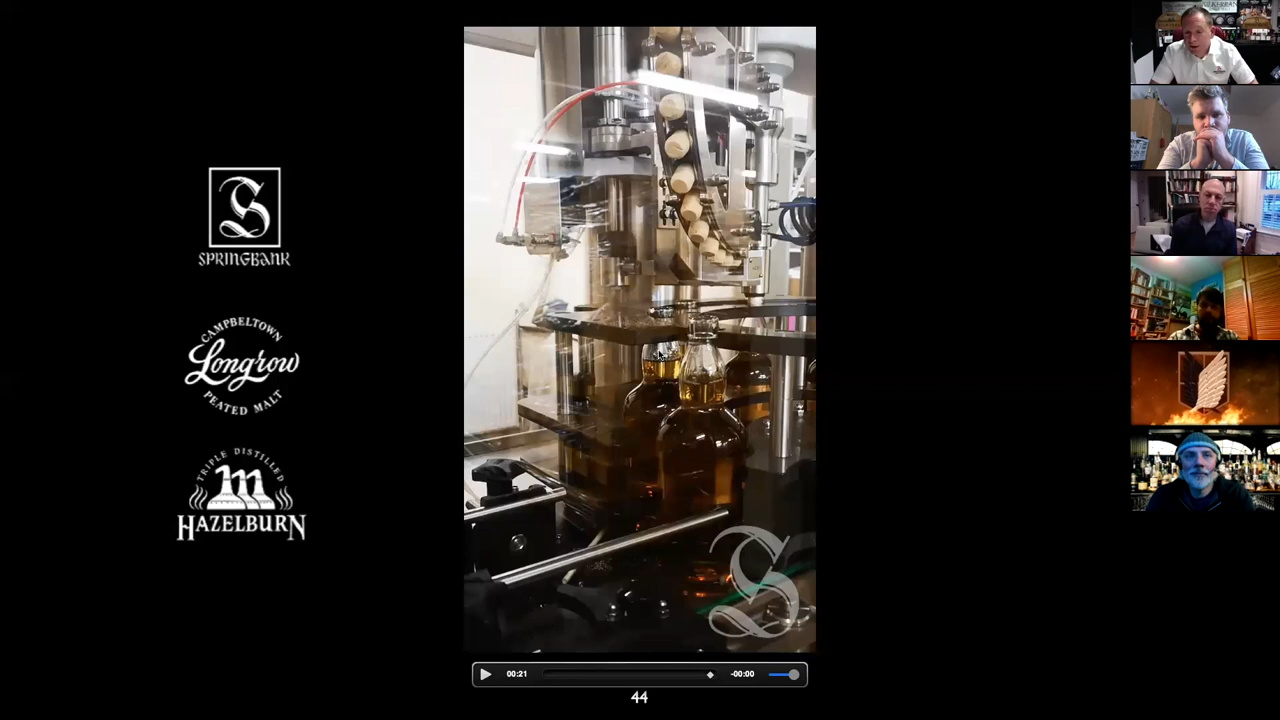 S
SPRINGBANK
CAMPBELTOWN
Longrow
PEATED MALT
TRIPLE DISTILLED
HAZELBURN
S
00:21
-00:00
44